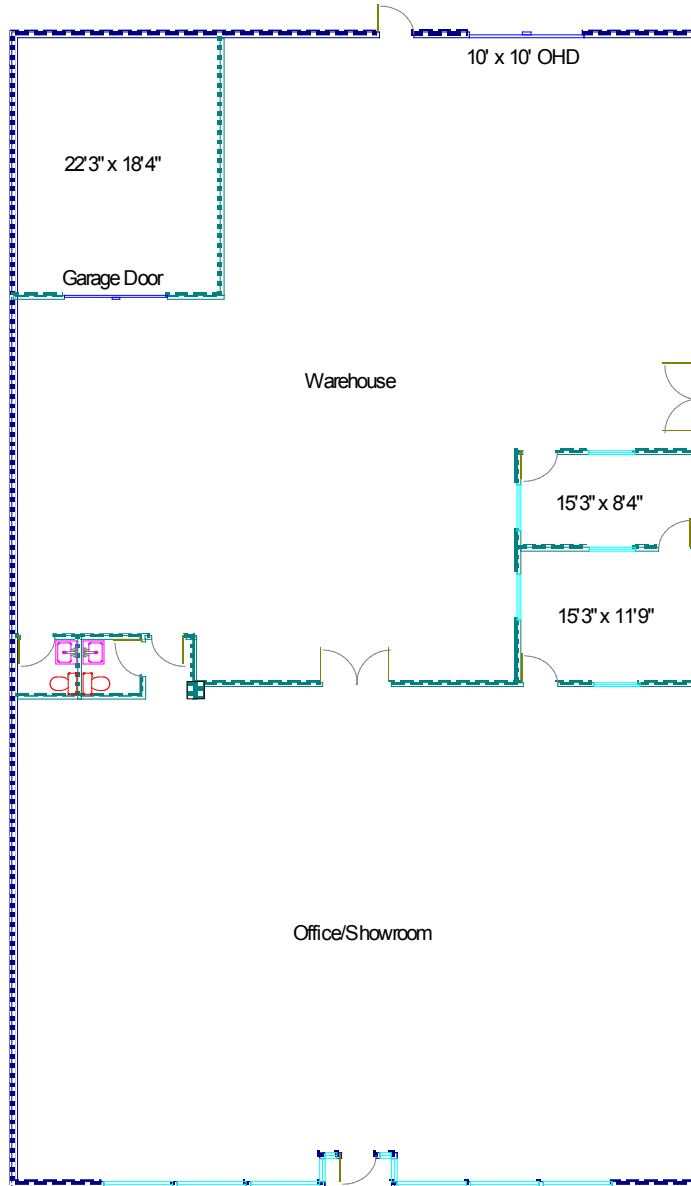 10' x 10' OHD
22'3" x 18'4"
Garage Door
Warehouse
15'3" x 8'4"
15'3" x 11'9"
Office/Showroom